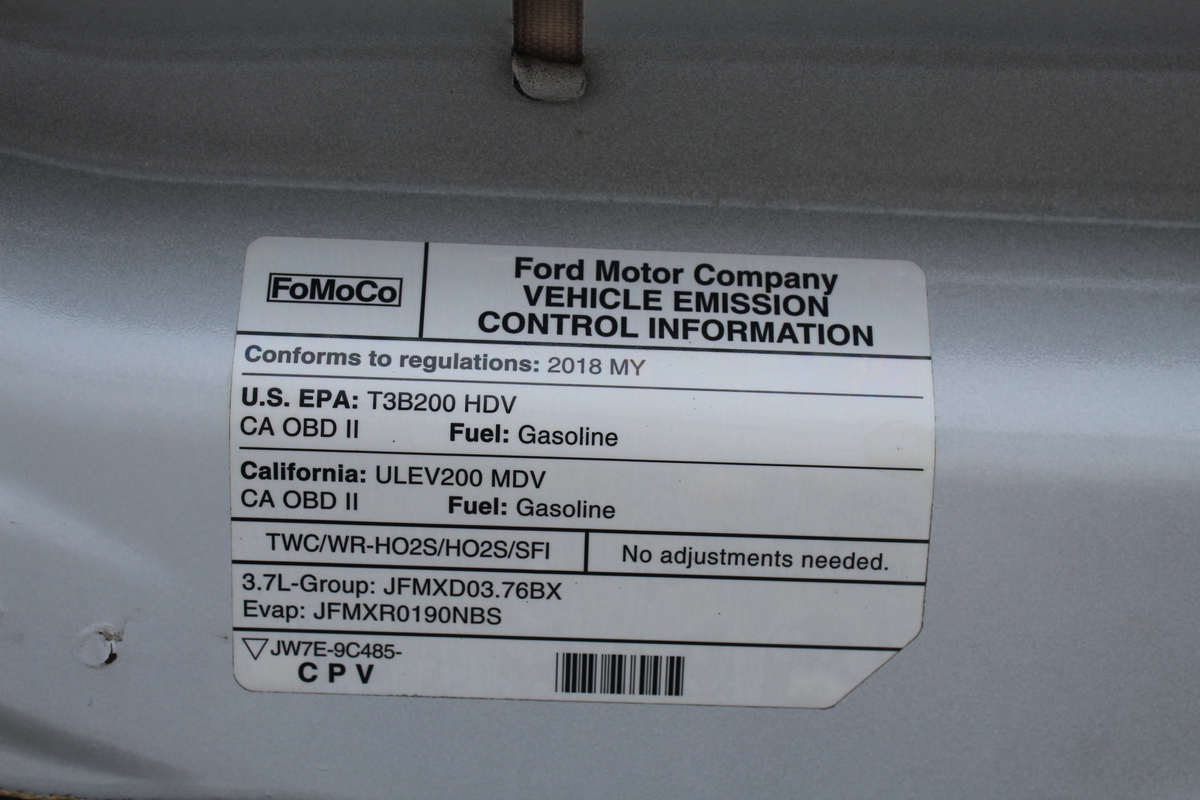 FoMoCo
Ford Motor Company
VEHICLE EMISSION
CONTROL INFORMATION
Conforms to regulations: 2018 MY
U.S. EPA: T3B200 HDV
CA OBD II Fuel: Gasoline
California: ULEV200 MDV
CA OBD II Fuel: Gasoline
TWC/WR-HO2S/HO2S/SFI No adjustments needed.
3.7L-Group: JFMXD03.76BX
Evap: JFMXR0190NBS
JW7E-9C485-
C P V